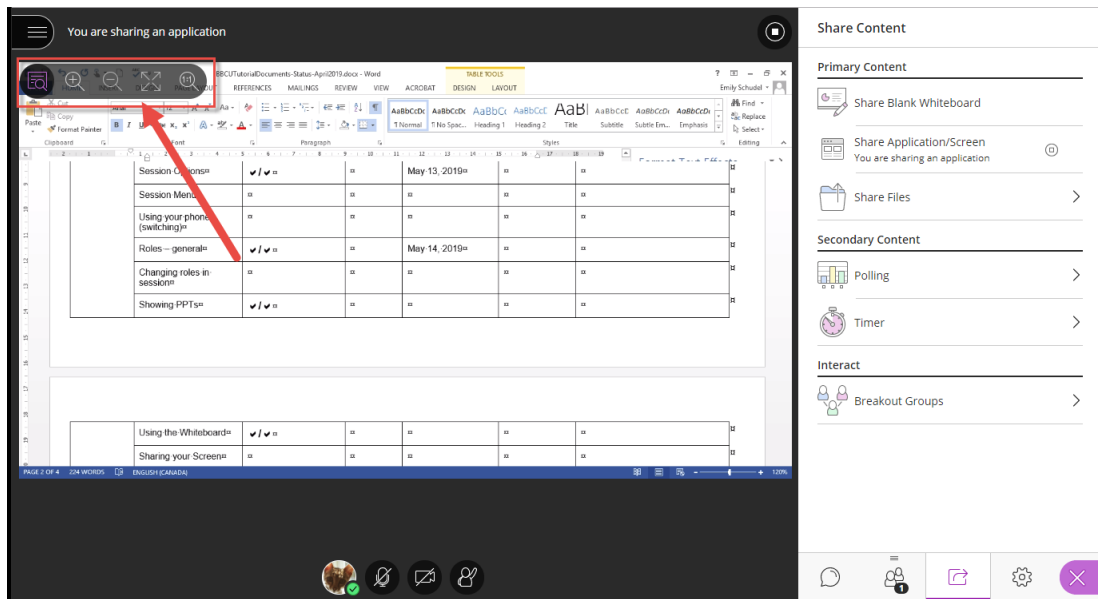 You are sharing an application
BBCUTutorialDocuments-Status-April2019.docx - Word
TABLE TOOLS
REFERENCES MAILINGS REVIEW VIEW ACROBAT DESIGN LAYOUT
Emily Schudel
Cut
Copy
Format Painter
Paste
Clipboard
Font
Paragraph
AaBbCcDc AaBbCcDc AaBbCc AaBbCcC AaBl AaBbCcC AaBbCcDc AaBbCcDc
¶ Normal ¶ No Spac... Heading 1 Heading 2 Title Subtitle Subtle Em... Emphasis
Styles
Find
Replace
Select
Editing
Session Options¤ ✔/✔¤ ¤ May 13, 2019¤ ¤ ¤
Using your phone
(switching)¤ ¤ ¤ ¤ ¤ ¤
Roles – general¤ ✔/✔¤ ¤ May 14, 2019¤ ¤ ¤
Changing roles in
session¤ ¤ ¤ ¤ ¤ ¤
Showing PPTs¤ ✔/✔¤ ¤ ¤ ¤ ¤
Using the Whiteboard¤ ✔/✔¤ ¤ ¤ ¤ ¤
Sharing your Screen¤ ¤ ¤ ¤ ¤ ¤
PAGE 2 OF 4 224 WORDS ENGLISH (CANADA) 120%
Share Content
Primary Content
Share Blank Whiteboard
Share Application/Screen
You are sharing an application
Share Files
Secondary Content
Polling
Timer
Interact
Breakout Groups
1